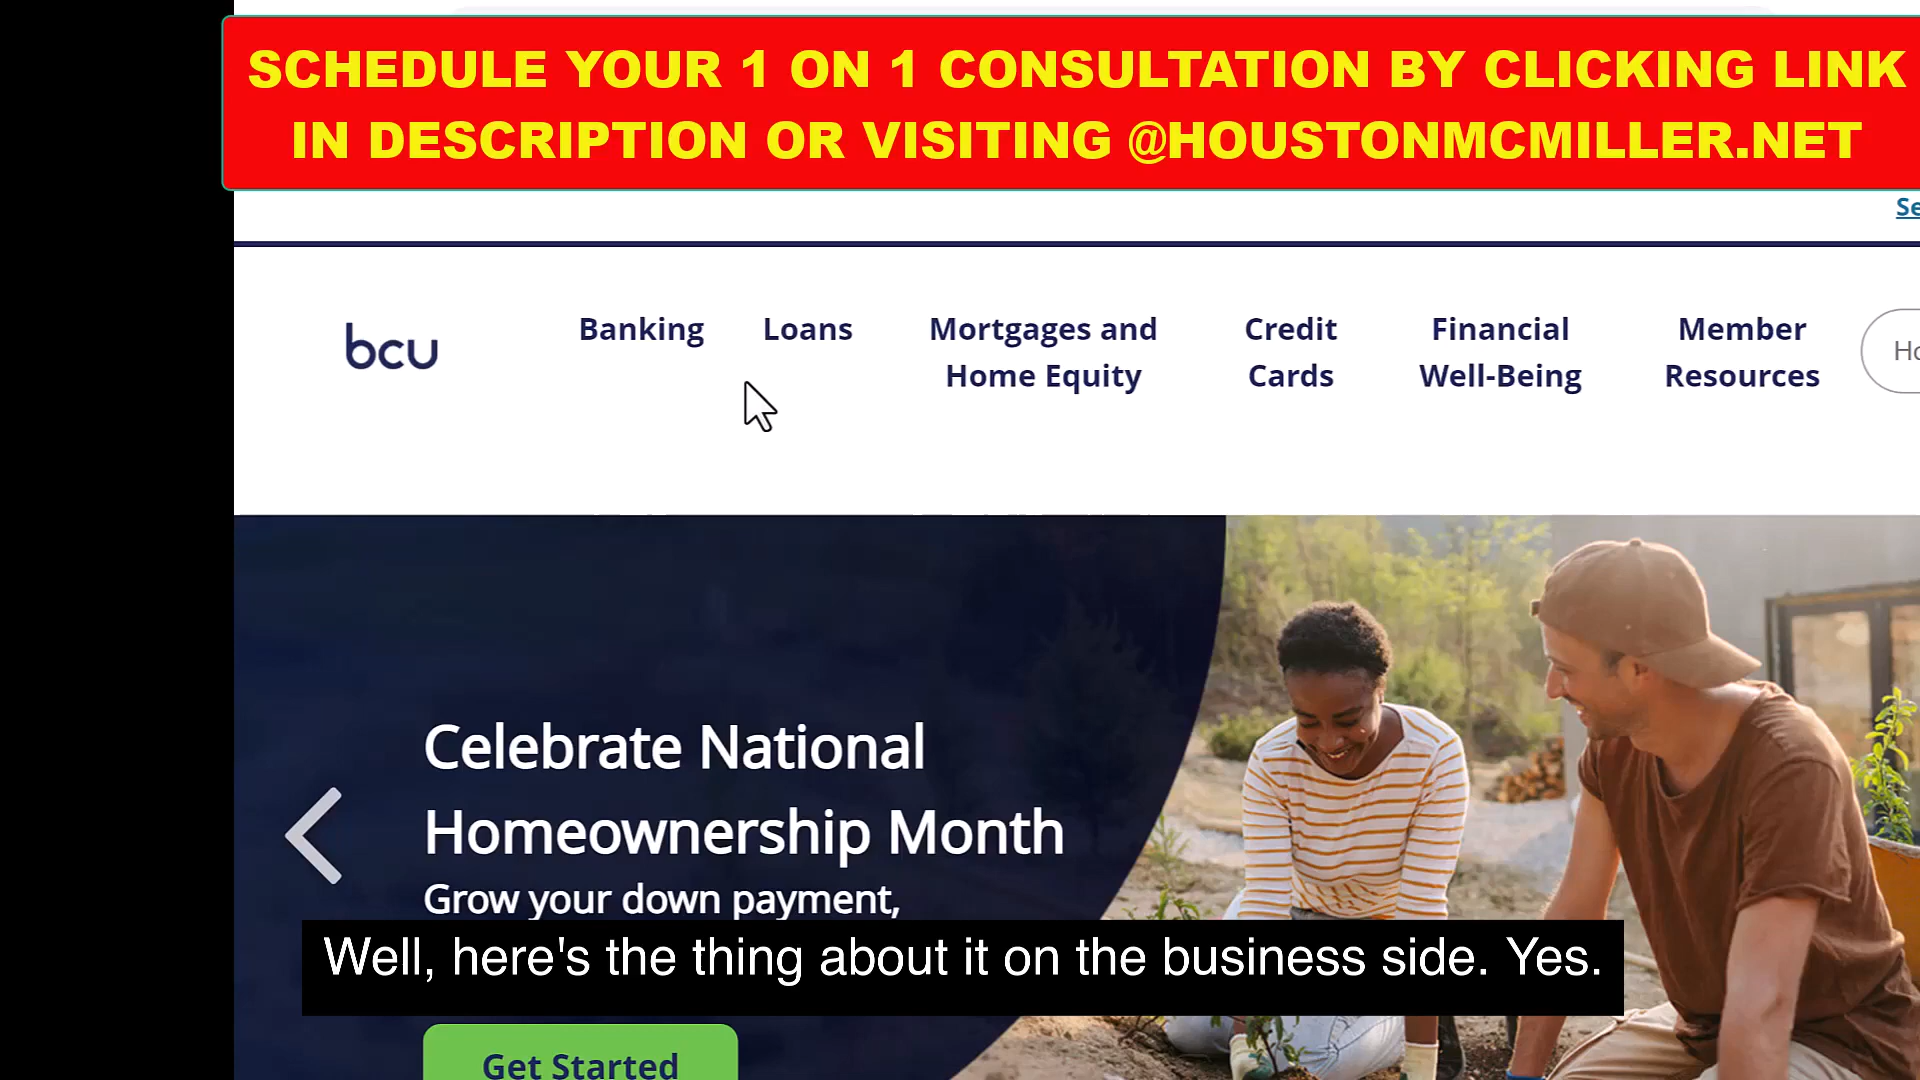 SCHEDULE YOUR 1 ON 1 CONSULTATION BY CLICKING LINK
IN DESCRIPTION OR VISITING @HOUSTONMCMILLER.NET
bcu
Banking
Loans
Mortgages and
Home Equity
Credit
Cards
Financial
Well-Being
Member
Resources
Celebrate National
Homeownership Month
Grow your down payment,
Well, here's the thing about it on the business side. Yes.
Get Started